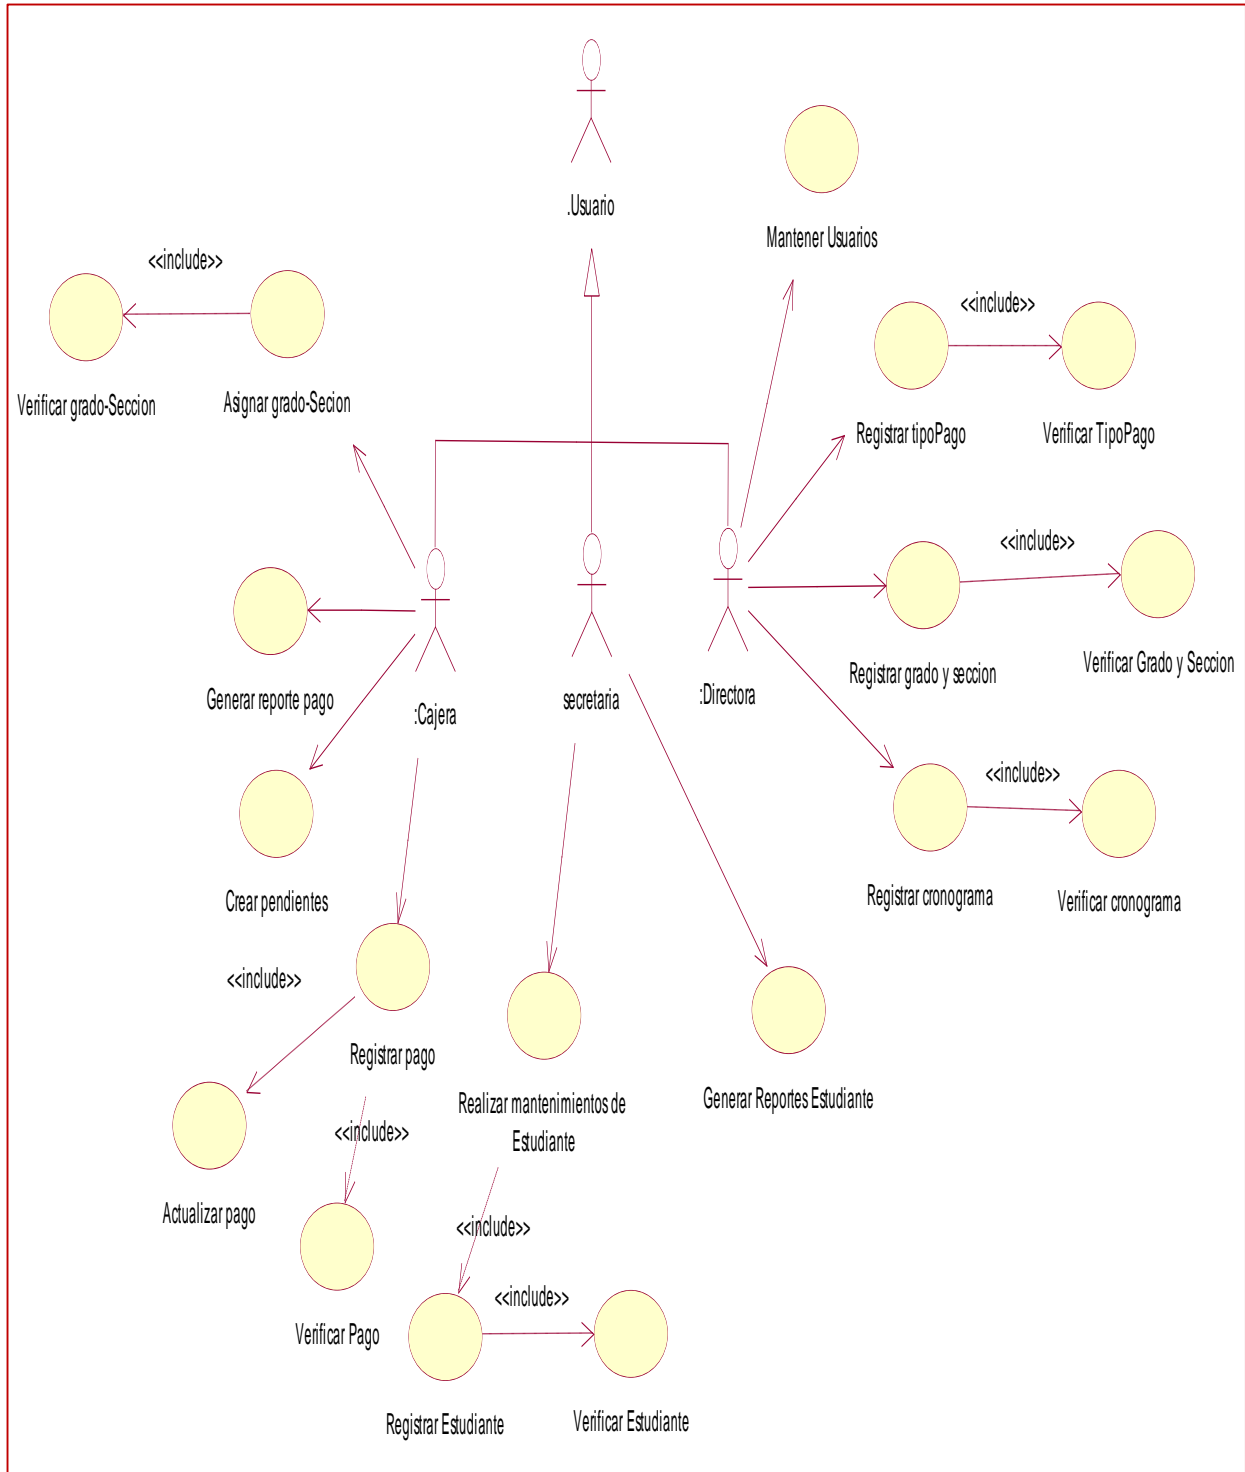 :Usuario
Mantener Usuarios
<<include>>
Verificar grado-Seccion
Asignar grado-Secion
<<include>>
Registrar tipoPago
Verificar TipoPago
<<include>>
Registrar grado y seccion
Verificar Grado y Seccion
Generar reporte pago
:Cajera
secretaria
:Directora
<<include>>
Registrar cronograma
Verificar cronograma
Crear pendientes
<<include>>
Registrar pago
Realizar mantenimientos de
Estudiante
Generar Reportes Estudiante
<<include>>
Actualizar pago
<<include>>
Verificar Pago
<<include>>
Registrar Estudiante
Verificar Estudiante